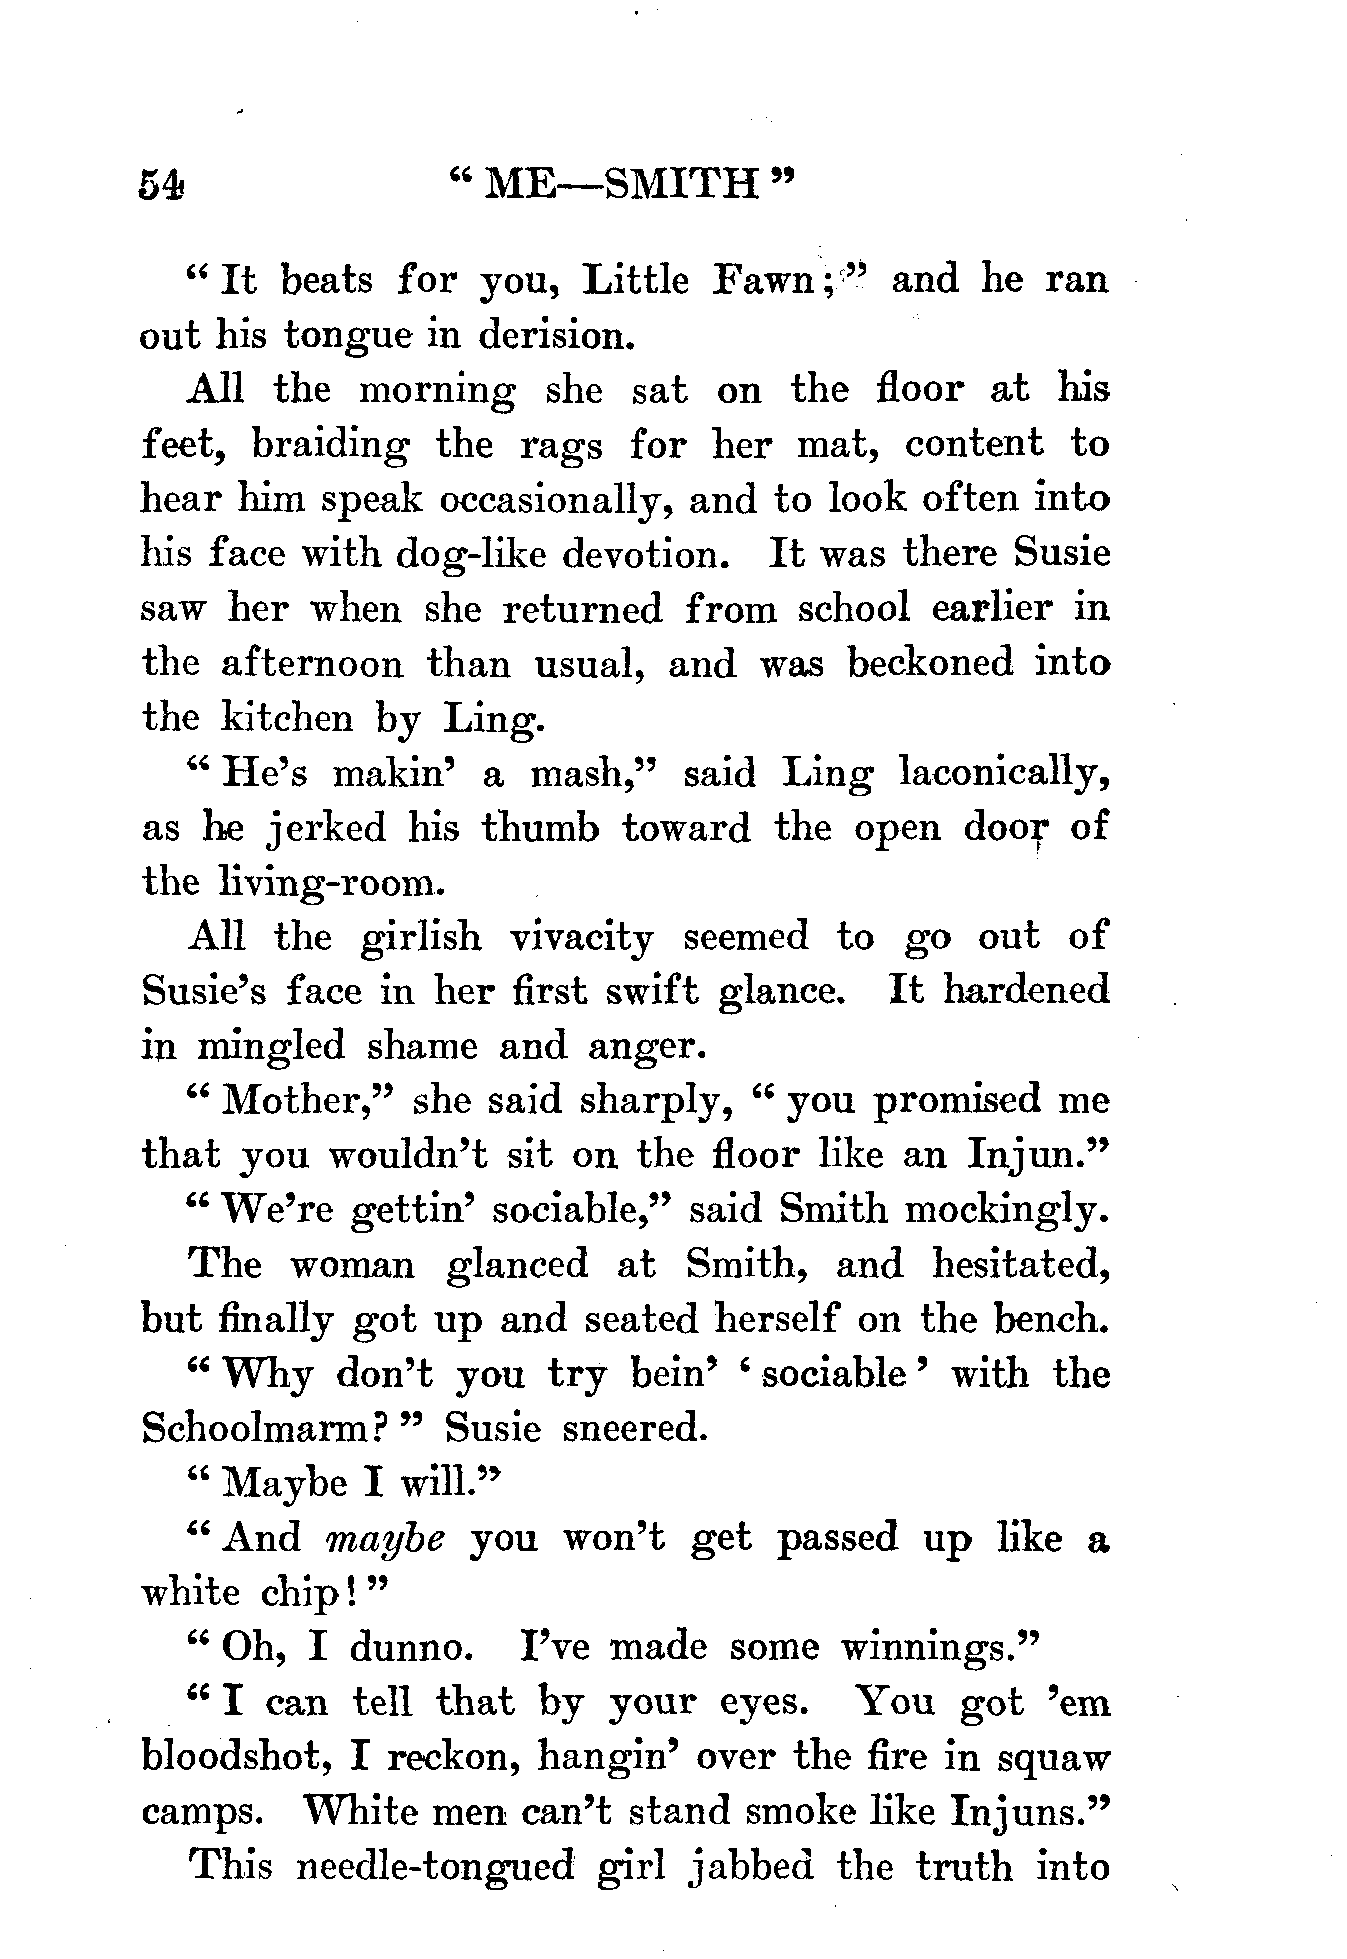 54 “ ME—SMITH ”
“ It beats for you, Little Fawn;” and he ran
out his tongue in derision.
All the morning she sat on the floor at his
feet, braiding the rags for her mat, content to
hear him speak occasionally, and to look often into
his face with dog-like devotion. It was there Susie
saw her when she returned from school earlier in
the afternoon than usual, and was beckoned into
the kitchen by Ling.
“ He’s makin’ a mash,” said Ling laconically,
as he jerked his thumb toward the open door of
the living-room.
All the girlish vivacity seemed to go out of
Susie’s face in her first swift glance. It hardened
in mingled shame and anger.
“ Mother,” she said sharply, “ you promised me
that you wouldn’t sit on the floor like an Injun.”
“ We’re gettin’ sociable,” said Smith mockingly.
The woman glanced at Smith, and hesitated,
but finally got up and seated herself on the bench.
“ Why don’t you try bein’ ‘ sociable ’ with the
Schoolmarm? ” Susie sneered.
“ Maybe I will.”
“ And maybe you won’t get passed up like a
white chip! ”
“ Oh, I dunno. I’ve made some winnings.”
“ I can tell that by your eyes. You got ’em
bloodshot, I reckon, hangin’ over the fire in squaw
camps. White men can’t stand smoke like Injuns.”
This needle-tongued girl jabbed the truth into